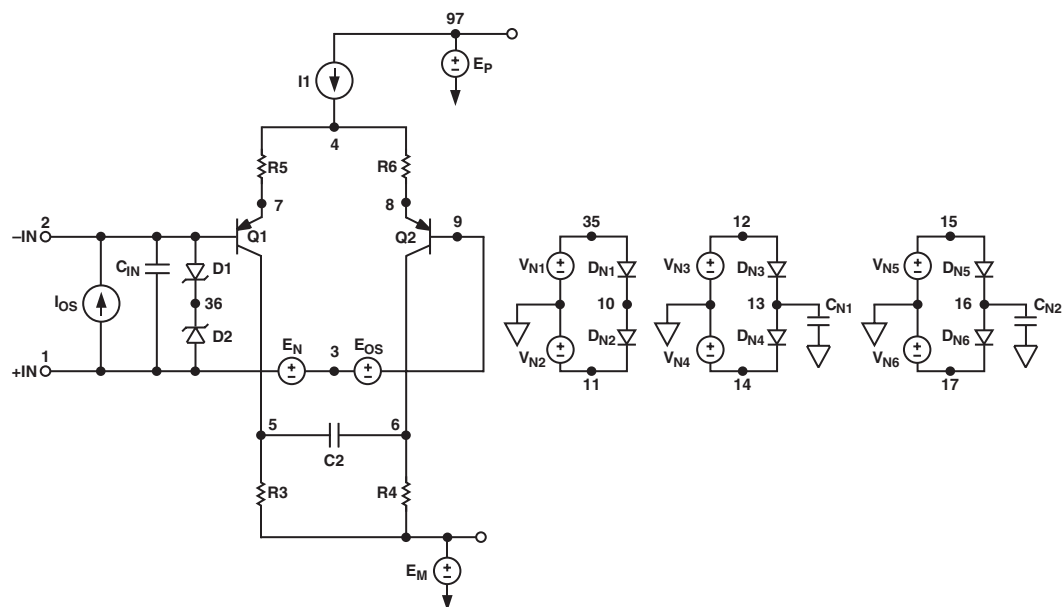 97
I1
EP
4
R5
R6
7
8
2
–IN
Q1
Q2
9
CIN
D1
IOS
36
D2
1
+IN
EN
3
EOS
5
6
C2
R3
R4
EM
35
VN1
DN1
10
VN2
DN2
11
12
VN3
DN3
13
CN1
VN4
DN4
14
15
VN5
DN5
16
CN2
VN6
DN6
17